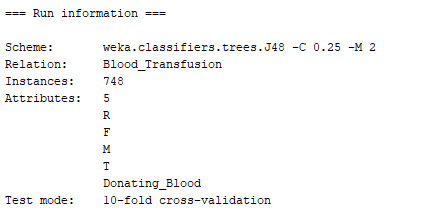 === Run information ===
Scheme: weka.classifiers.trees.J48 -C 0.25 -M 2
Relation: Blood_Transfusion
Instances: 748
Attributes: 5
R
F
M
T
Donating_Blood
Test mode: 10-fold cross-validation